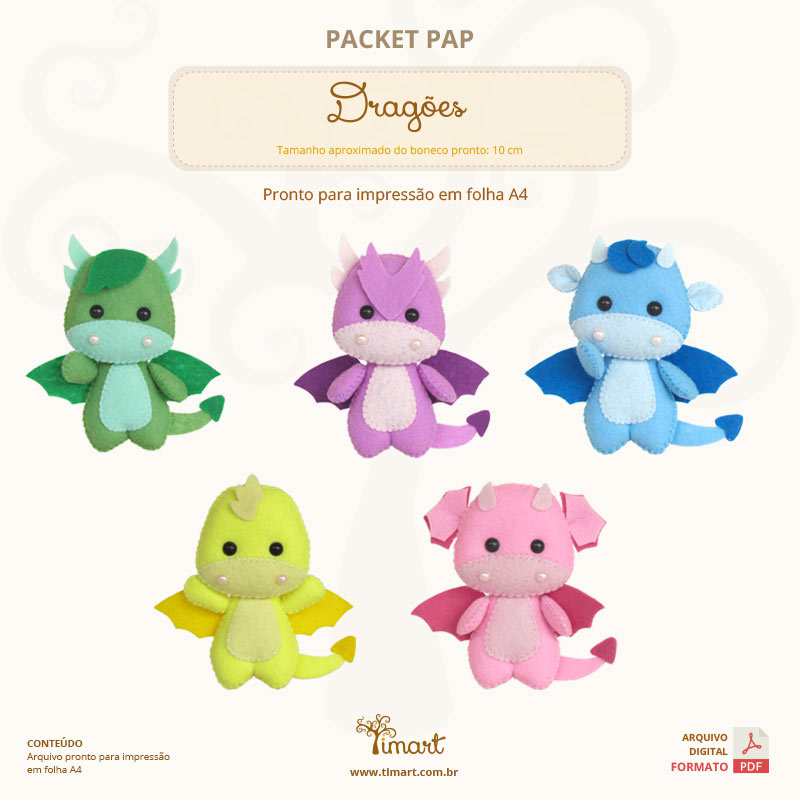 PACKET PAP
Dragões
Tamanho aproximado do boneco pronto: 10 cm
Pronto para impressão em folha A4
CONTEÚDO
Arquivo pronto para impressão
em folha A4
Timart
www.timart.com.br
ARQUIVO
DIGITAL
FORMATO PDF